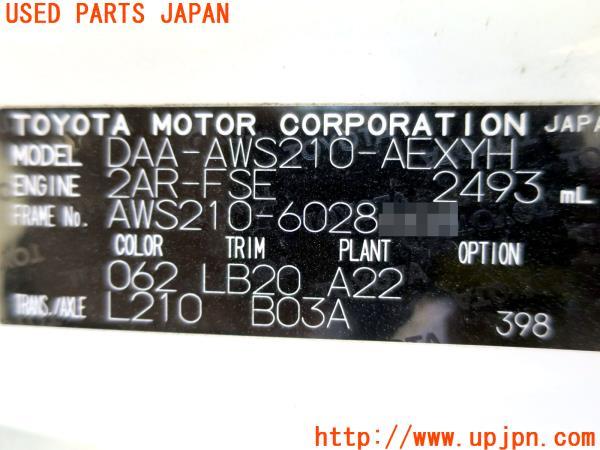 USED PARTS JAPAN
TOYOTA MOTOR CORPORATION JAPA
MODEL DAA-AWS210-AEXYH
ENGINE 2AR-FSE 2493 mL
FRAME No. AWS210-6028
COLOR TRIM PLANT OPTION
062 LB20 A22
TRANS./AXLE L210 B03A 398
http://www.upjpn.com/